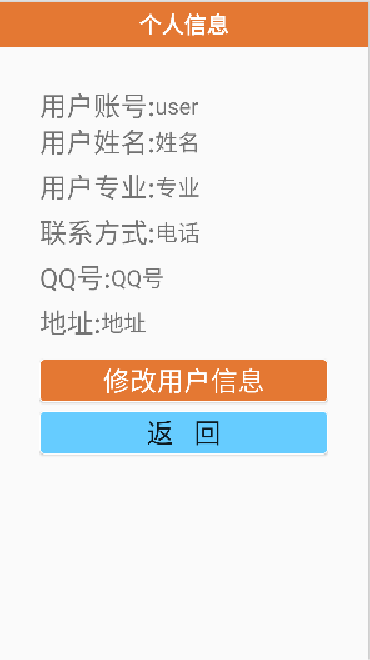 个人信息
用户账号:user
用户姓名:姓名
用户专业:专业
联系方式:电话
QQ号:QQ号
地址:地址
修改用户信息
返 回